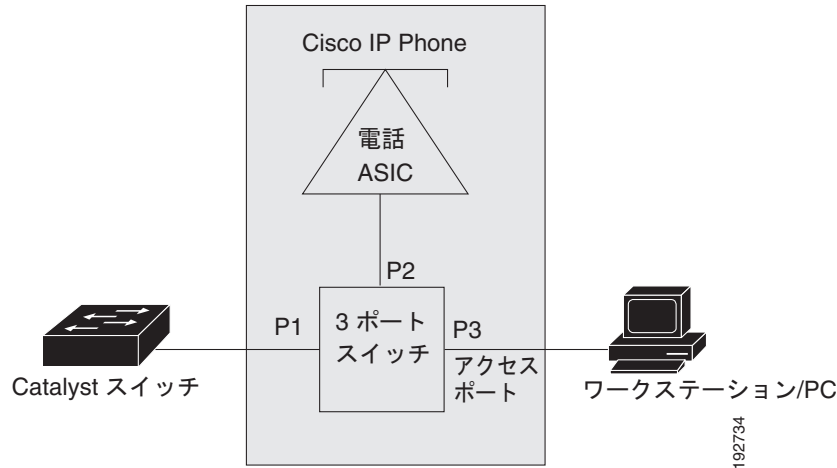 Cisco IP Phone
電話
ASIC
P2
P1
3 ポート
スイッチ
P3
アクセス
ポート
Catalyst スイッチ
ワークステーション/PC
192734